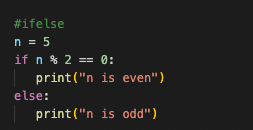 #ifelse
n = 5
if n % 2 == 0:
    print("n is even")
else:
    print("n is odd")